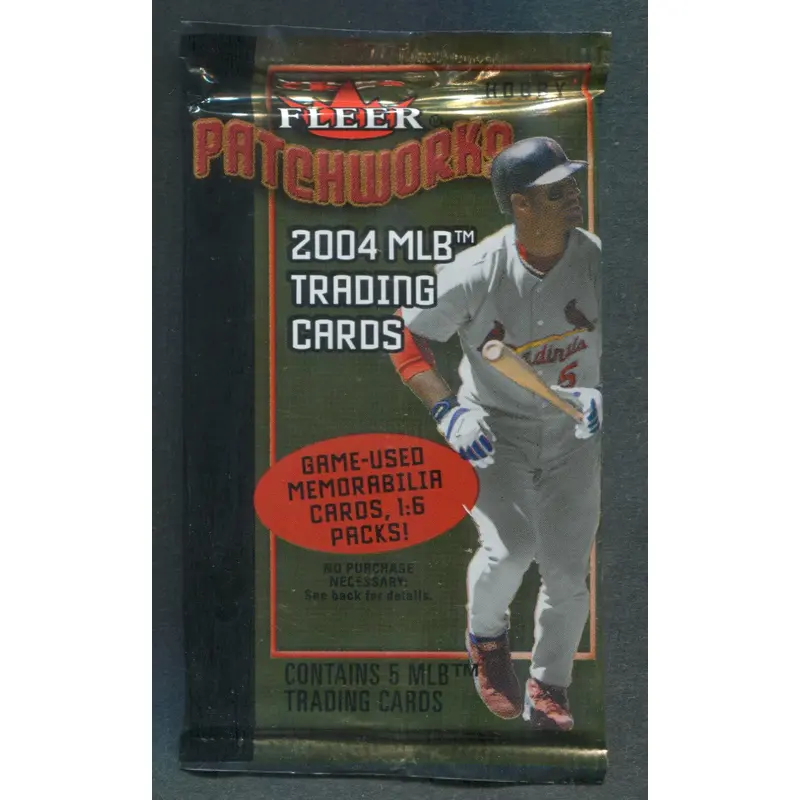 HOBBY
FLEER®
PATCHWORKS
2004 MLB™
TRADING
CARDS
Cardinals
5
GAME-USED
MEMORABILIA
CARDS, 1:6
PACKS!
NO PURCHASE
NECESSARY:
See back for details.
CONTAINS 5 MLB™
TRADING CARDS